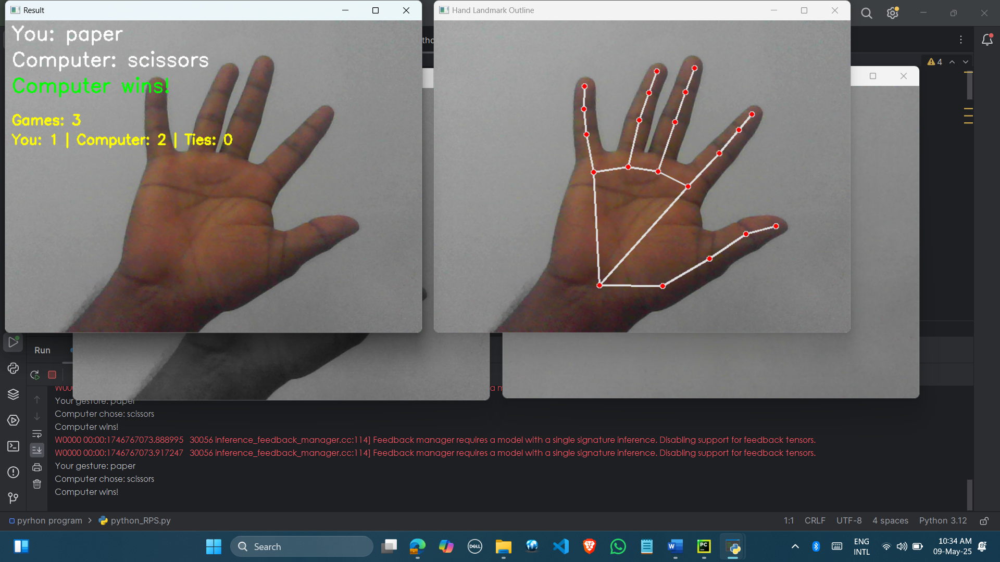 Result
You: paper
Computer: scissors
Computer wins!
Games: 3
You: 1 | Computer: 2 | Ties: 0
Hand Landmark Outline
4
Run
Your gesture: paper
Computer chose: scissors
Computer wins!
W0000 00:00:1746767073.888995 30056 inference_feedback_manager.cc:114] Feedback manager requires a model with a single signature inference. Disabling support for feedback tensors.
W0000 00:00:1746767073.917247 30056 inference_feedback_manager.cc:114] Feedback manager requires a model with a single signature inference. Disabling support for feedback tensors.
Your gesture: paper
Computer chose: scissors
Computer wins!
pyrhon program > python_RPS.py
1:1 CRLF UTF-8 4 spaces Python 3.12
Search
DELL
W
PC
ENG
INTL
10:34 AM
09-May-25